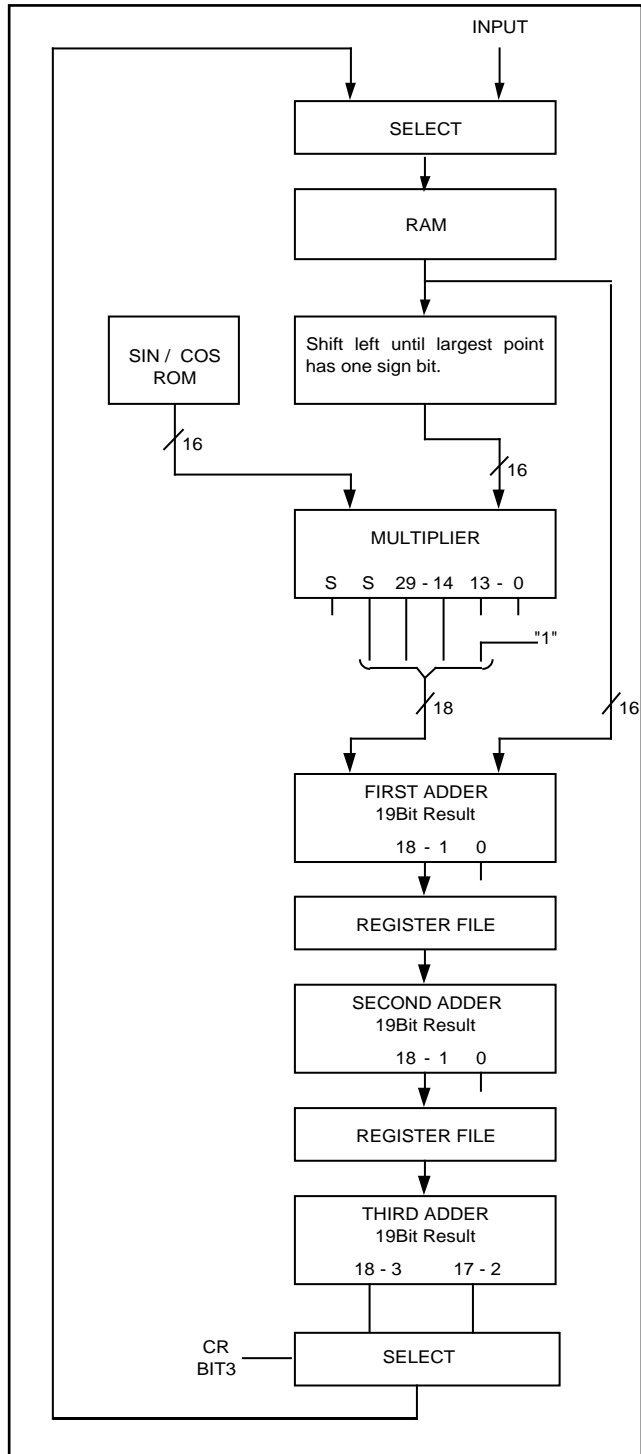 INPUT
SELECT
RAM
SIN / COS
ROM
Shift left until largest point
has one sign bit.
16
16
MULTIPLIER
S S 29 - 14 13 - 0
"1"
18
16
FIRST ADDER
19Bit Result
18 - 1 0
REGISTER FILE
SECOND ADDER
19Bit Result
18 - 1 0
REGISTER FILE
THIRD ADDER
19Bit Result
18 - 3 17 - 2
CR
BIT3
SELECT